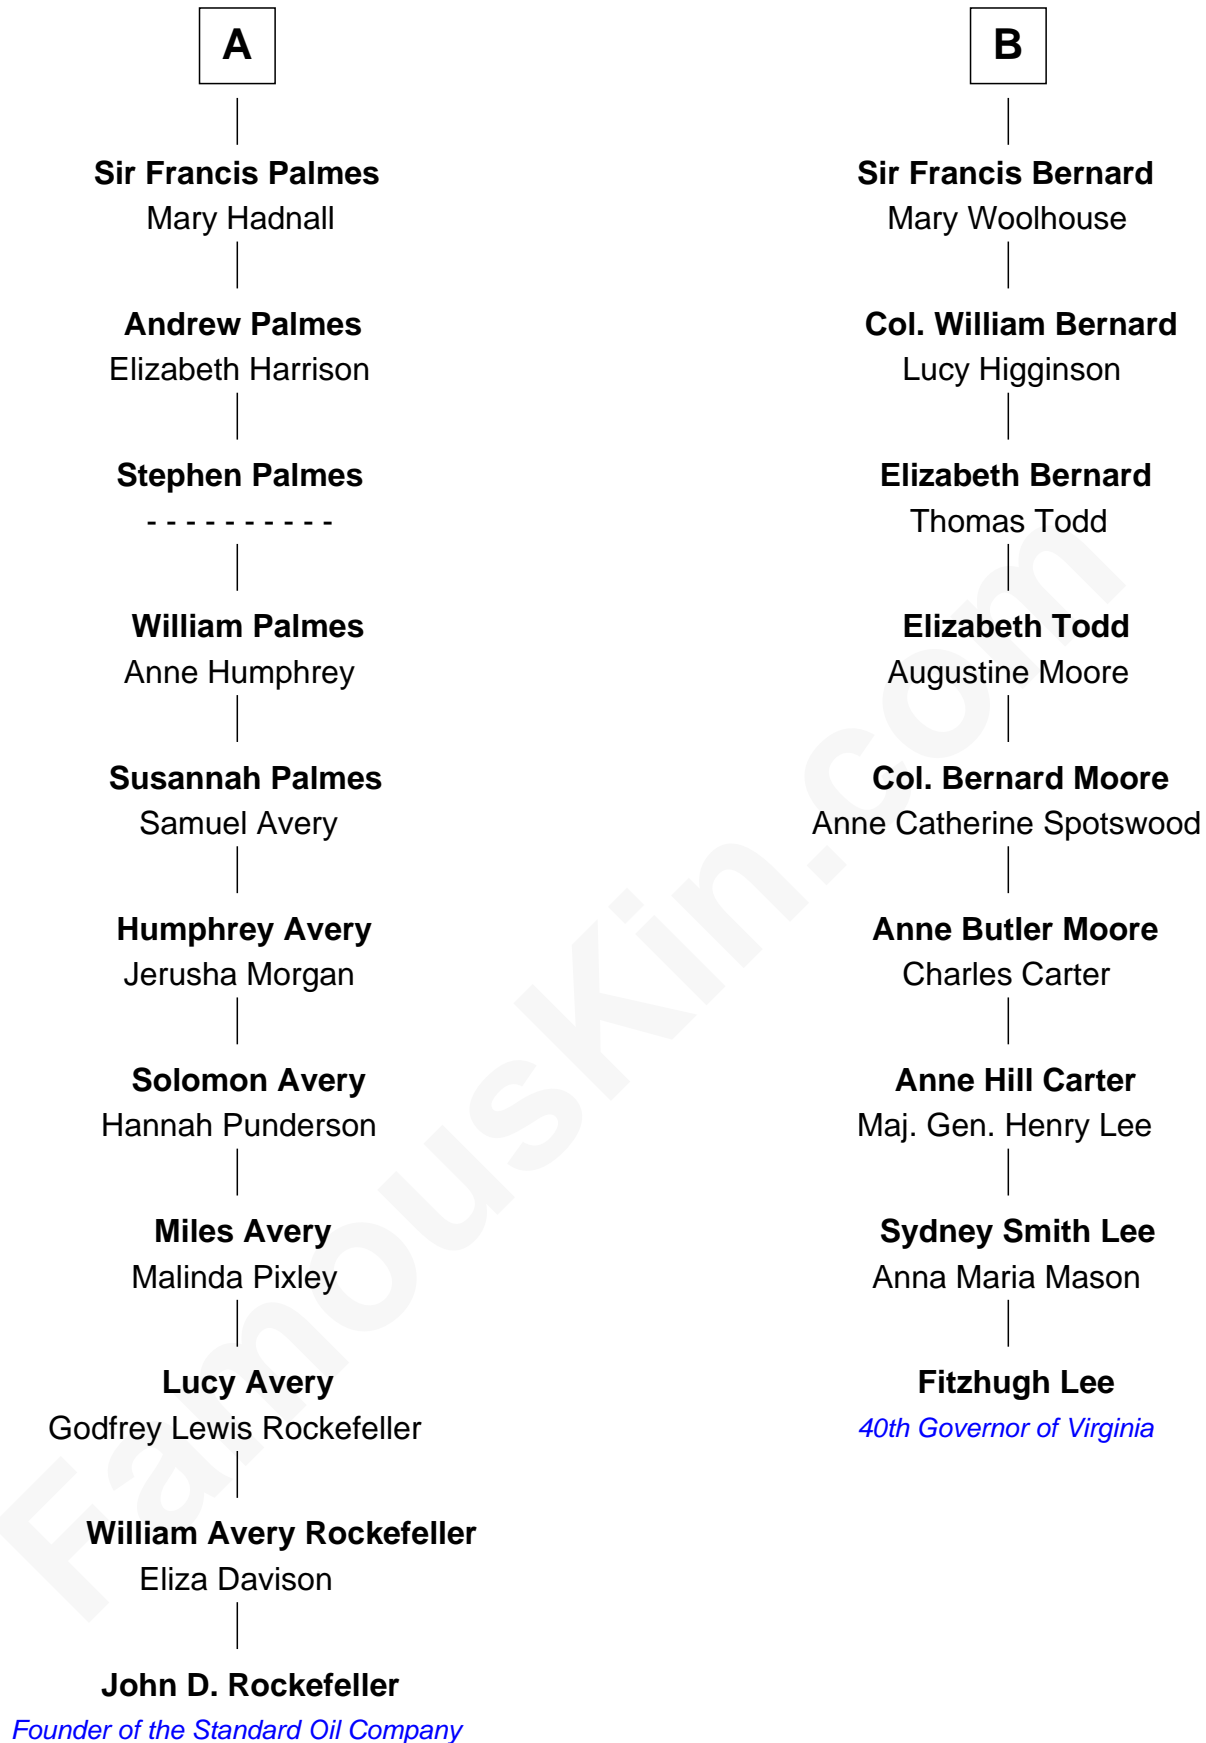 A
Sir Francis Palmes
Mary Hadnall
Andrew Palmes
Elizabeth Harrison
Stephen Palmes
- - - - - - - - - -
William Palmes
Anne Humphrey
Susannah Palmes
Samuel Avery
Humphrey Avery
Jerusha Morgan
Solomon Avery
Hannah Punderson
Miles Avery
Malinda Pixley
Lucy Avery
Godfrey Lewis Rockefeller
William Avery Rockefeller
Eliza Davison
John D. Rockefeller
Founder of the Standard Oil Company
B
Sir Francis Bernard
Mary Woolhouse
Col. William Bernard
Lucy Higginson
Elizabeth Bernard
Thomas Todd
Elizabeth Todd
Augustine Moore
Col. Bernard Moore
Anne Catherine Spotswood
Anne Butler Moore
Charles Carter
Anne Hill Carter
Maj. Gen. Henry Lee
Sydney Smith Lee
Anna Maria Mason
Fitzhugh Lee
40th Governor of Virginia
FamousKin.com